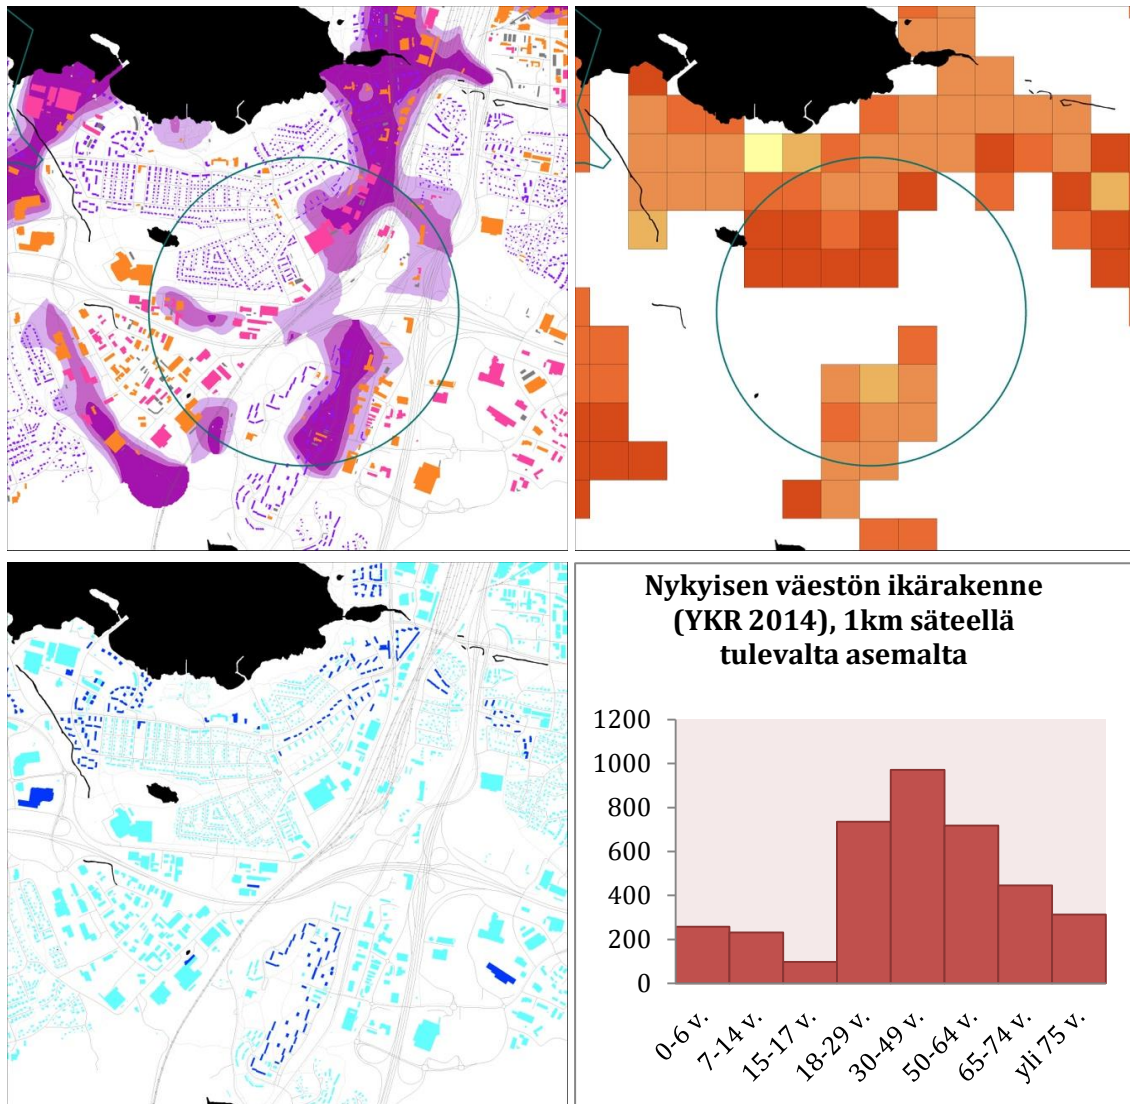 Nykyisen väestön ikärakenne
(YKR 2014), 1km säteellä
tulevalta asemalta
1200
1000
800
600
400
200
0
0-6 v.
7-14 v.
15-17 v.
18-29 v.
30-49 v.
50-64 v.
65-74 v.
yli 75 v.